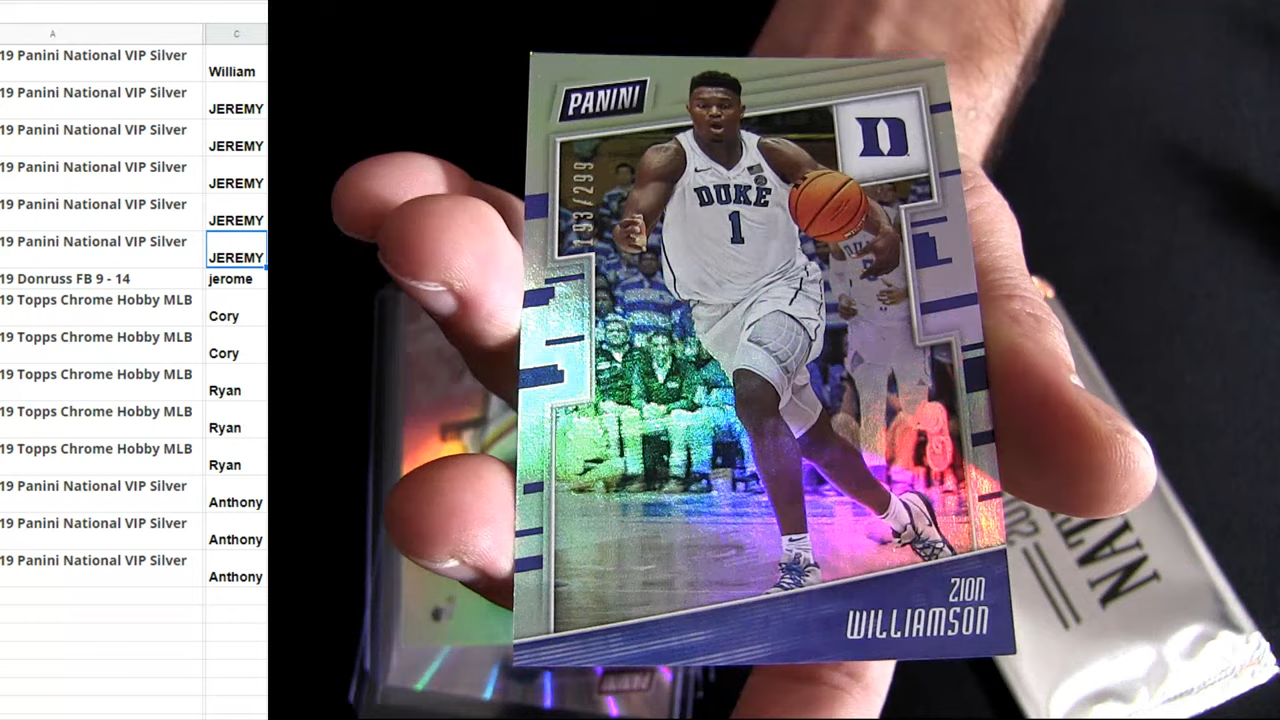 A
C
19 Panini National VIP Silver
William
19 Panini National VIP Silver
JEREMY
19 Panini National VIP Silver
JEREMY
19 Panini National VIP Silver
JEREMY
19 Panini National VIP Silver
JEREMY
19 Panini National VIP Silver
JEREMY
19 Donruss FB 9 - 14
jerome
19 Topps Chrome Hobby MLB
Cory
19 Topps Chrome Hobby MLB
Cory
19 Topps Chrome Hobby MLB
Ryan
19 Topps Chrome Hobby MLB
Ryan
19 Topps Chrome Hobby MLB
Ryan
19 Panini National VIP Silver
Anthony
19 Panini National VIP Silver
Anthony
19 Panini National VIP Silver
Anthony
PANINI
D
193/299
DUKE
1
ZION
WILLIAMSON